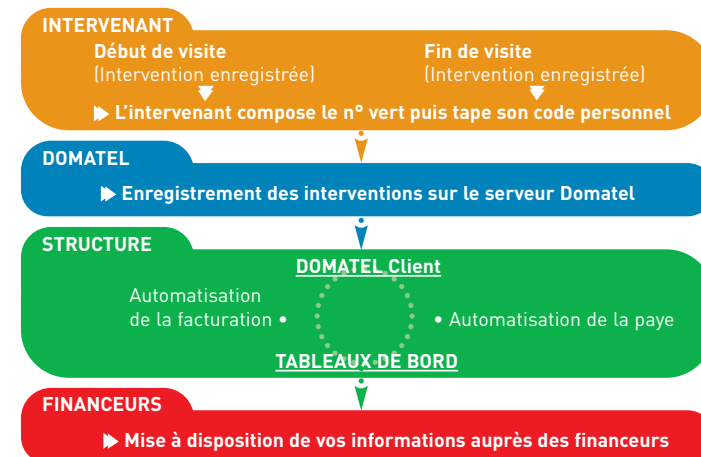 INTERVENANT
Début de visite
(Intervention enregistrée)
Fin de visite
(Intervention enregistrée)
L'intervenant compose le n° vert puis tape son code personnel
DOMATEL
Enregistrement des interventions sur le serveur Domatel
STRUCTURE
DOMATEL Client
Automatisation
de la facturation •
• Automatisation de la paye
TABLEAUX DE BORD
FINANCEURS
Mise à disposition de vos informations auprès des financeurs